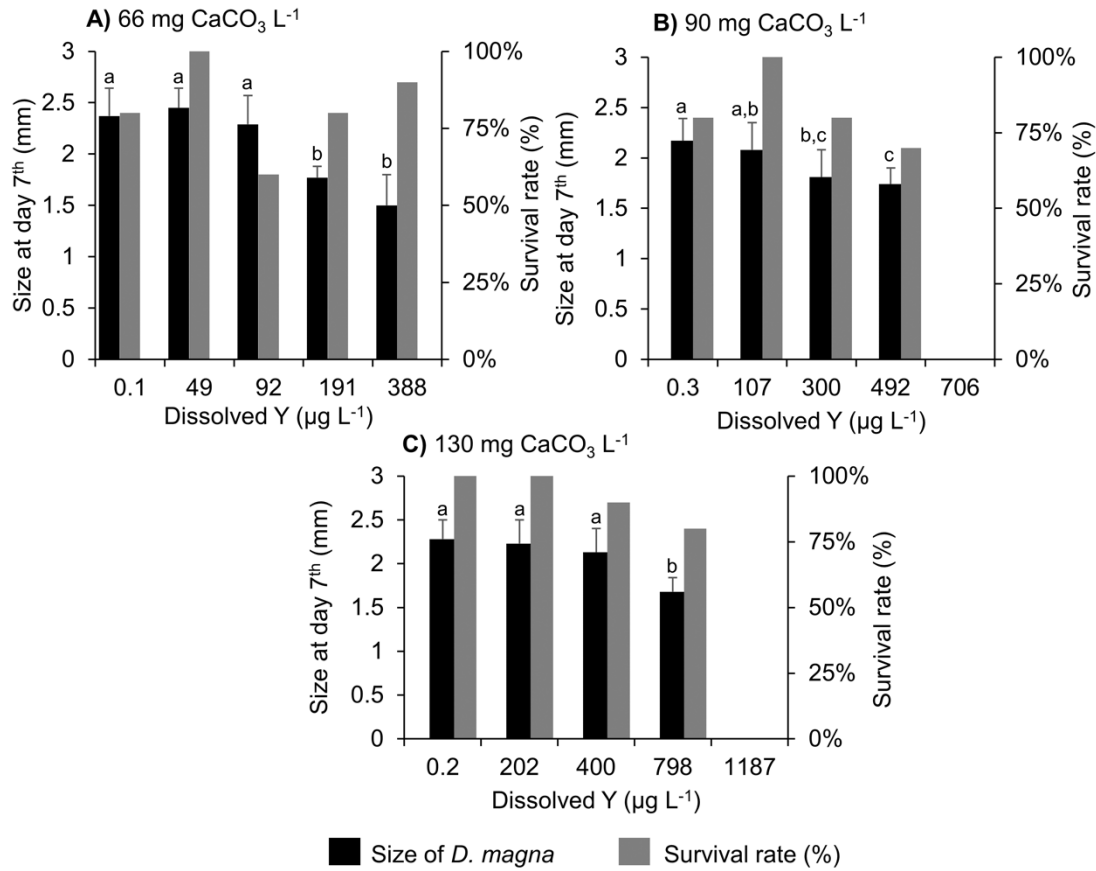 A) 66 mg CaCO₃ L⁻¹
3
2.5
2
1.5
1
0.5
0
Size at day 7ᵗʰ (mm)
a
a
a
b
b
100%
75%
50%
25%
0%
Survival rate (%)
0.1 49 92 191 388
Dissolved Y (µg L⁻¹)
B) 90 mg CaCO₃ L⁻¹
3
2.5
2
1.5
1
0.5
0
Size at day 7ᵗʰ (mm)
a
a,b
b,c
c
100%
75%
50%
25%
0%
Survival rate (%)
0.3 107 300 492 706
Dissolved Y (µg L⁻¹)
C) 130 mg CaCO₃ L⁻¹
3
2.5
2
1.5
1
0.5
0
Size at day 7ᵗʰ (mm)
a
a
a
b
100%
75%
50%
25%
0%
Survival rate (%)
0.2 202 400 798 1187
Dissolved Y (µg L⁻¹)
Size of D. magna
Survival rate (%)